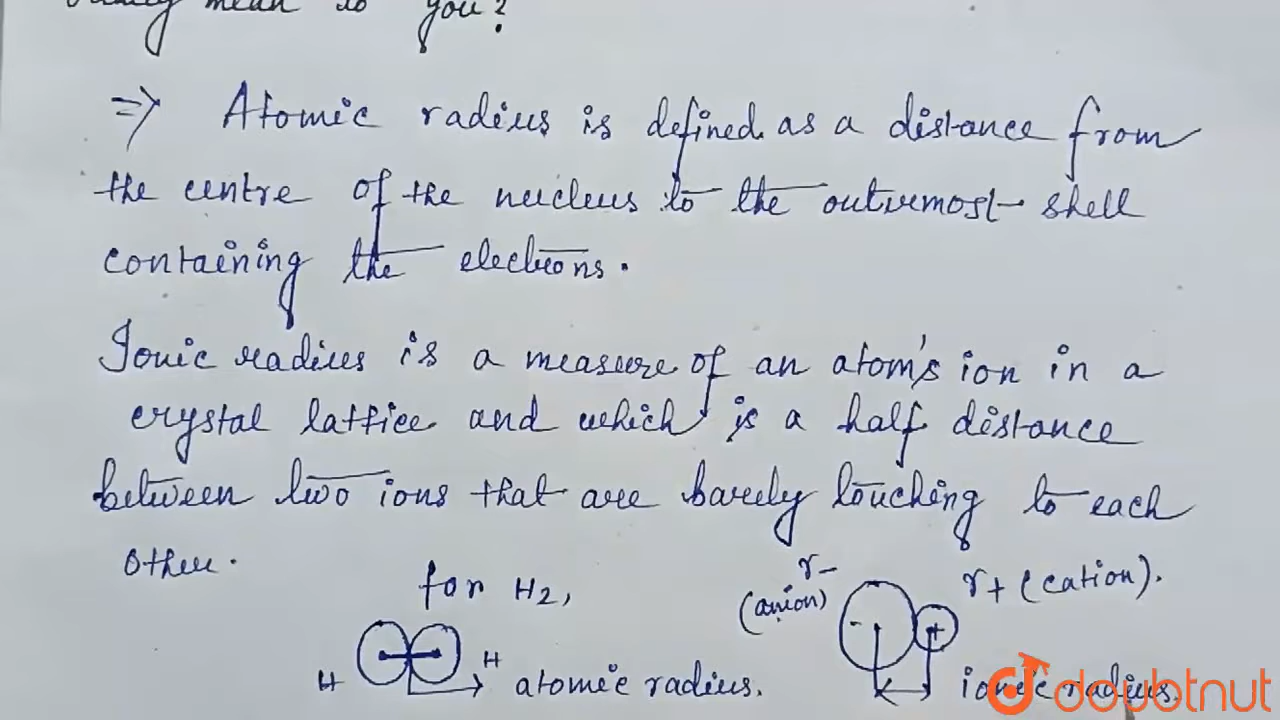 mean to you?
⇒ Atomic radius is defined as a distance from
the centre of the nucleus to the outermost shell
containing the electrons.
Ionic radius is a measure of an atom's ion in a
crystal lattice and which is a half distance
between two ions that are barely touching to each
other.
for H2,
r-
(anion)
r+ (cation).
-
+
H
H
atomic radius.
ionic radius.
doubtnut